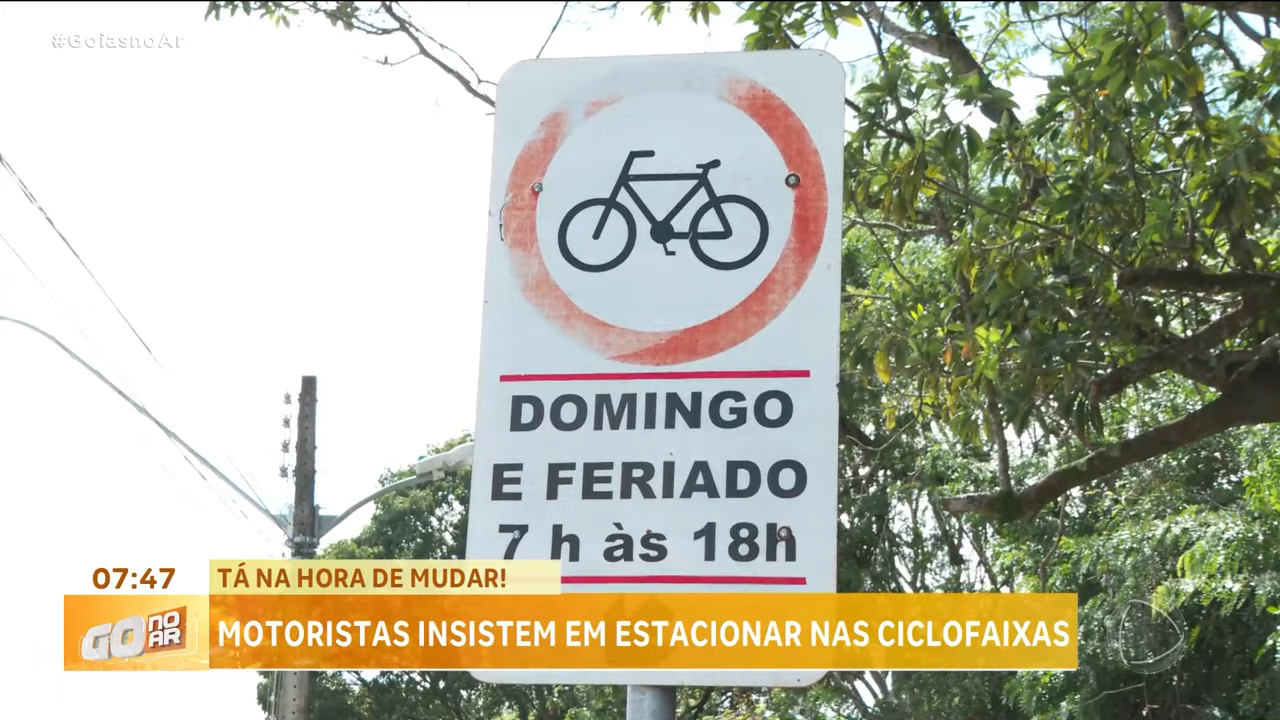 #GoiasnoAr
DOMINGO
E FERIADO
7 h às 18h
07:47
TÁ NA HORA DE MUDAR!
GO NO AR
MOTORISTAS INSISTEM EM ESTACIONAR NAS CICLOFAIXAS